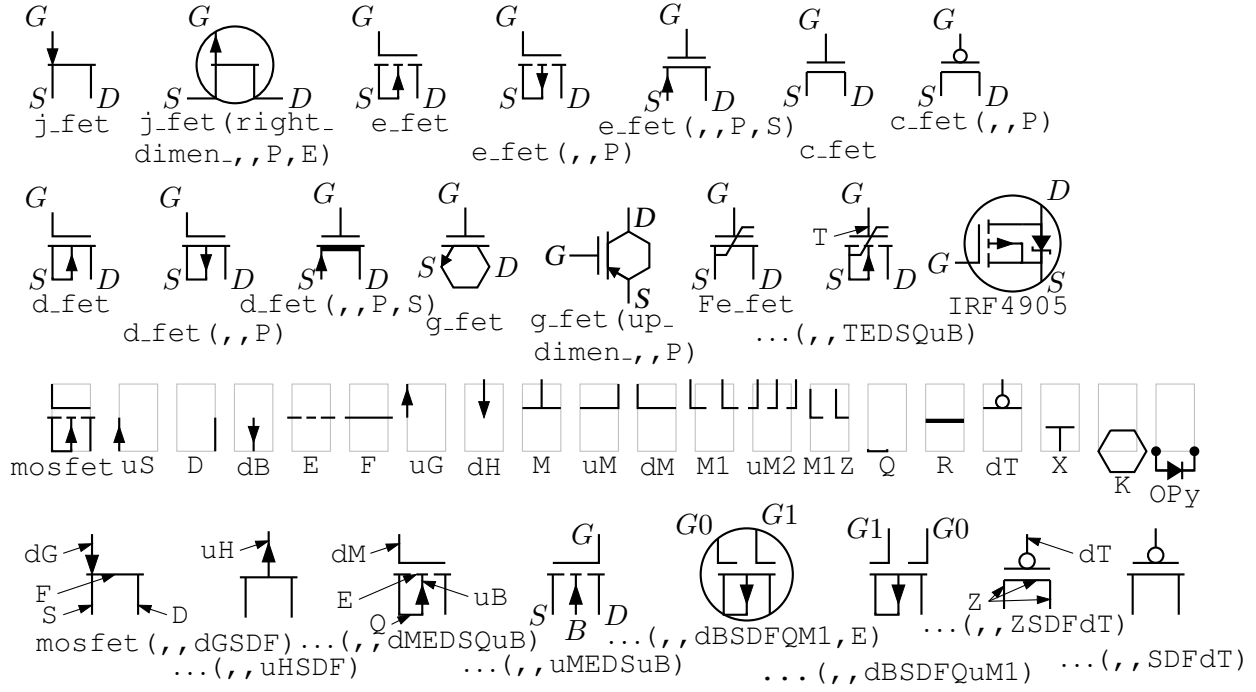 G G G G G G G
S D S D S D S D S D S D S D
j_fet j_fet(right_ e_fet e_fet(,,P,S) c_fet(,,P)
dimen_,,P,E) e_fet(,,P) c_fet
G G G G D G G D
T
G G
S D S D S D S D S S D S D S
d_fet d_fet(,,P,S) g_fet g_fet(up_ Fe_fet IRF4905
d_fet(,,P) dimen_,,P) ...(,,TEDSQuB)
mosfet uS D dB E F uG dH M uM dM M1 uM2 M1Z Q R dT X K OPy
G0 G1 G1 G0
dG uH dM G dT
F E uB Z
S D Q S B D
mosfet(,,dGSDF) ...(,,dMEDSQuB) ...(,,dBSDFQM1,E) ...(,,ZSDFdT)
...(,,uHSDF) ...(,,uMEDSuB) ...(,,dBSDFQuM1) ...(,,SDFdT)